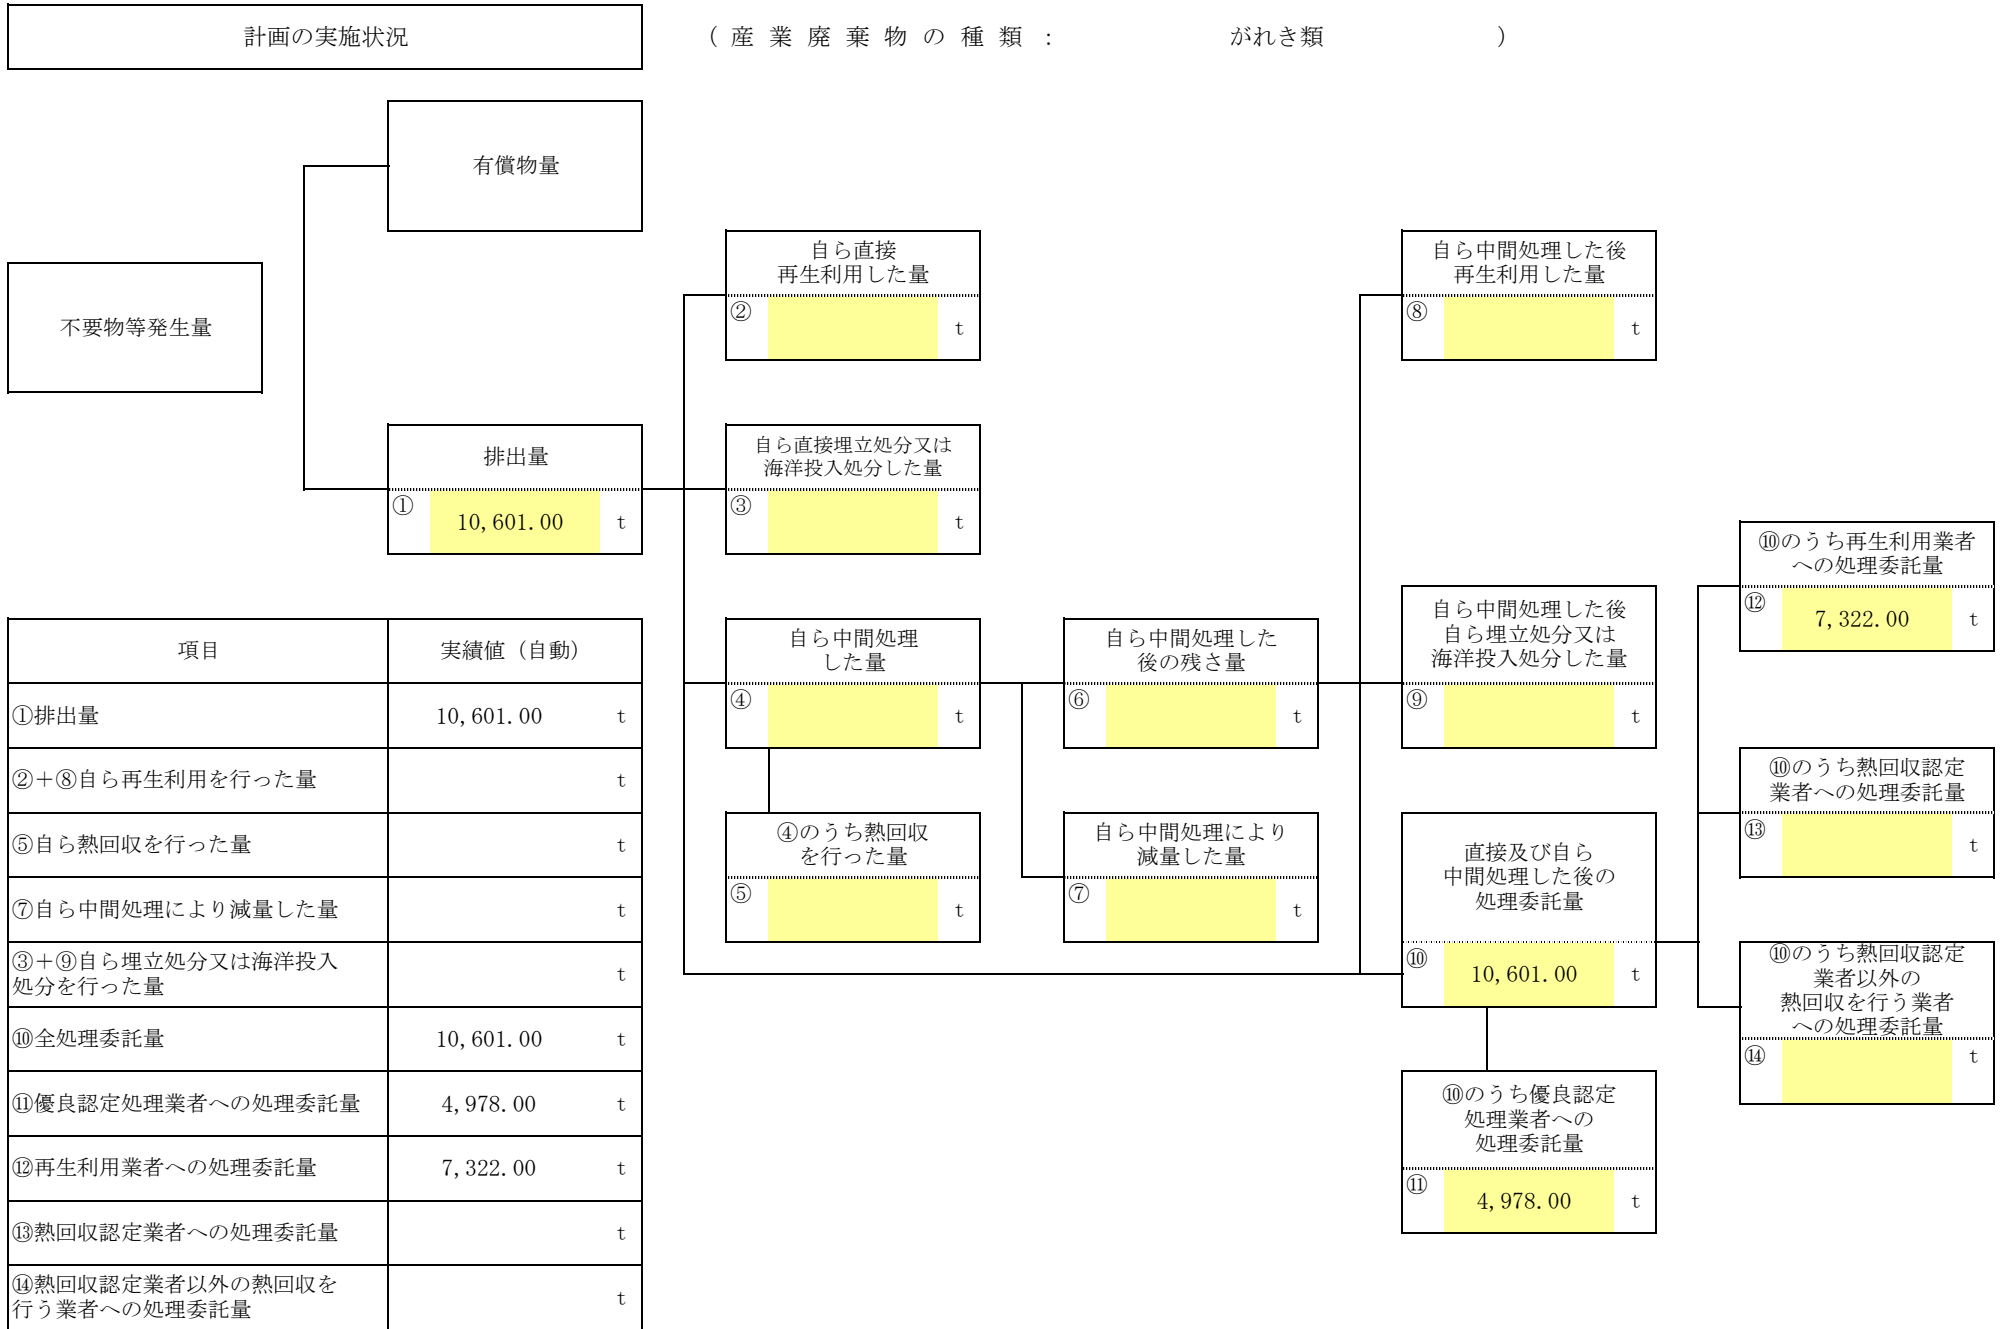 計画の実施状況
（産業廃棄物の種類： がれき類 ）
有償物量
不要物等発生量
排出量
① 10,601.00 t
自ら直接
再生利用した量
② t
自ら直接埋立処分又は
海洋投入処分した量
③ t
自ら中間処理
した量
④ t
④のうち熱回収
を行った量
⑤ t
自ら中間処理した
後の残さ量
⑥ t
自ら中間処理により
減量した量
⑦ t
自ら中間処理した後
再生利用した量
⑧ t
自ら中間処理した後
自ら埋立処分又は
海洋投入処分した量
⑨ t
直接及び自ら
中間処理した後の
処理委託量
⑩ 10,601.00 t
⑩のうち優良認定
処理業者への
処理委託量
⑪ 4,978.00 t
⑩のうち再生利用業者
への処理委託量
⑫ 7,322.00 t
⑩のうち熱回収認定
業者への処理委託量
⑬ t
⑩のうち熱回収認定
業者以外の
熱回収を行う業者
への処理委託量
⑭ t
項目 実績値（自動）
①排出量 10,601.00 t
②＋⑧自ら再生利用を行った量 t
⑤自ら熱回収を行った量 t
⑦自ら中間処理により減量した量 t
③＋⑨自ら埋立処分又は海洋投入
処分を行った量 t
⑩全処理委託量 10,601.00 t
⑪優良認定処理業者への処理委託量 4,978.00 t
⑫再生利用業者への処理委託量 7,322.00 t
⑬熱回収認定業者への処理委託量 t
⑭熱回収認定業者以外の熱回収を
行う業者への処理委託量 t